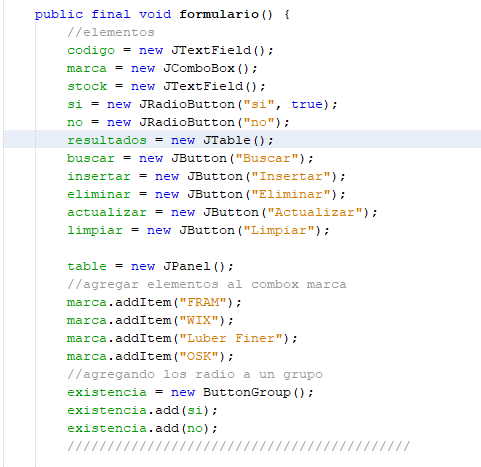 public final void formulario() {
//elementos
codigo = new JTextField();
marca = new JComboBox();
stock = new JTextField();
si = new JRadioButton("si", true);
no = new JRadioButton("no");
resultados = new JTable();
buscar = new JButton("Buscar");
insertar = new JButton("Insertar");
eliminar = new JButton("Eliminar");
actualizar = new JButton("Actualizar");
limpiar = new JButton("Limpiar");
table = new JPanel();
//agregar elementos al combox marca
marca.addItem("FRAM");
marca.addItem("WIX");
marca.addItem("Luber Finer");
marca.addItem("OSK");
//agregando los radio a un grupo
existencia = new ButtonGroup();
existencia.add(si);
existencia.add(no);
///////////////////////////////////////////